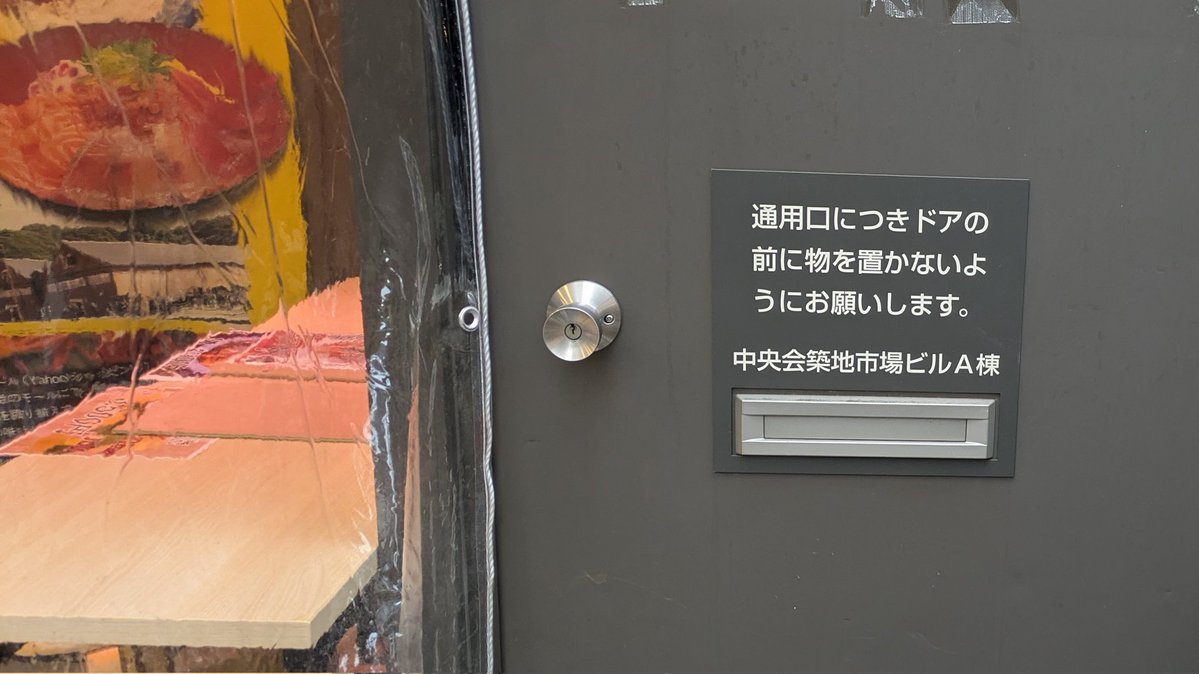 通用口につきドアの
前に物を置かないよ
うにお願いします。
中央会築地市場ビルA棟
(Yahoo